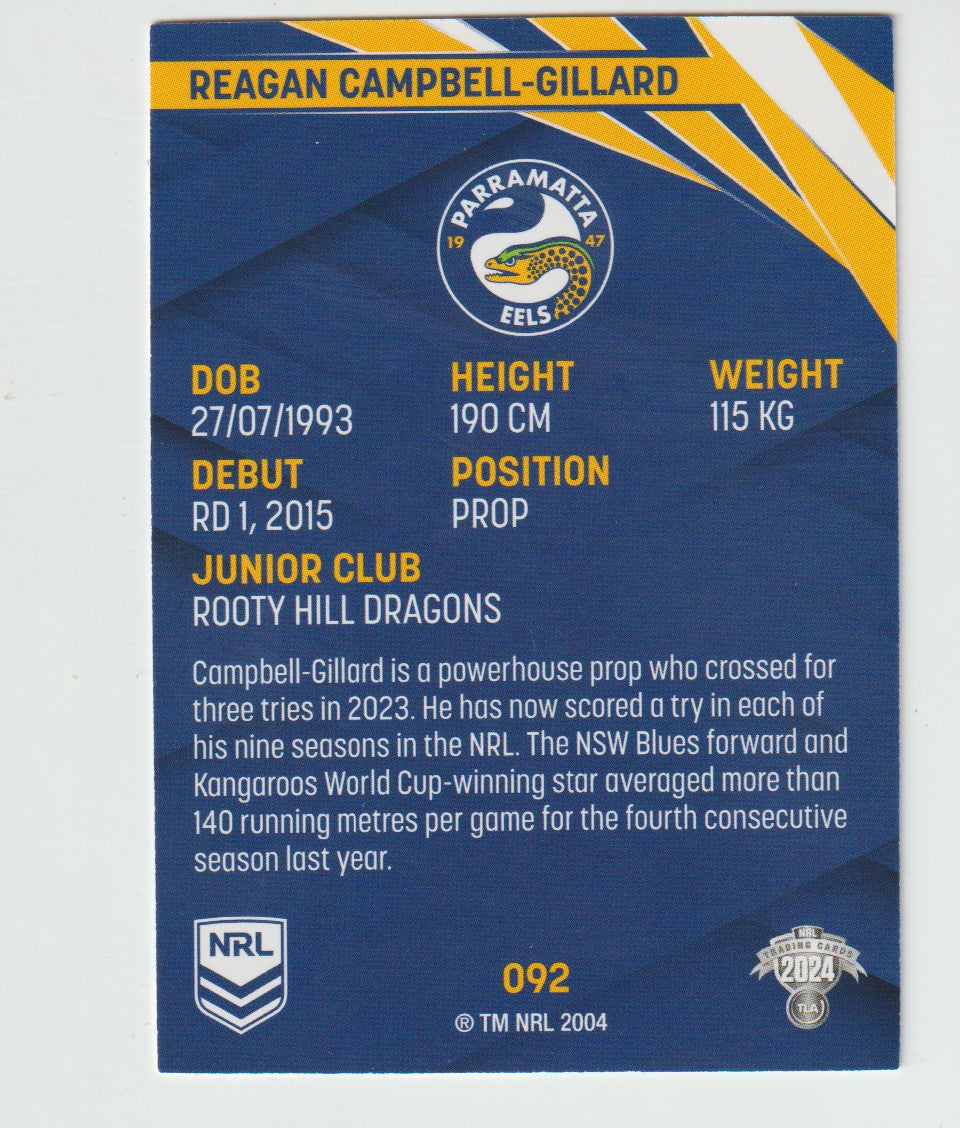 REAGAN CAMPBELL-GILLARD
PARRAMATTA
19 47
EELS
DOB HEIGHT WEIGHT
27/07/1993 190 CM 115 KG
DEBUT POSITION
RD 1, 2015 PROP
JUNIOR CLUB
ROOTY HILL DRAGONS
Campbell-Gillard is a powerhouse prop who crossed for
three tries in 2023. He has now scored a try in each of
his nine seasons in the NRL. The NSW Blues forward and
Kangaroos World Cup-winning star averaged more than
140 running metres per game for the fourth consecutive
season last year.
NRL
092
® TM NRL 2004
NRL
TRADING CARDS
2024
TLA